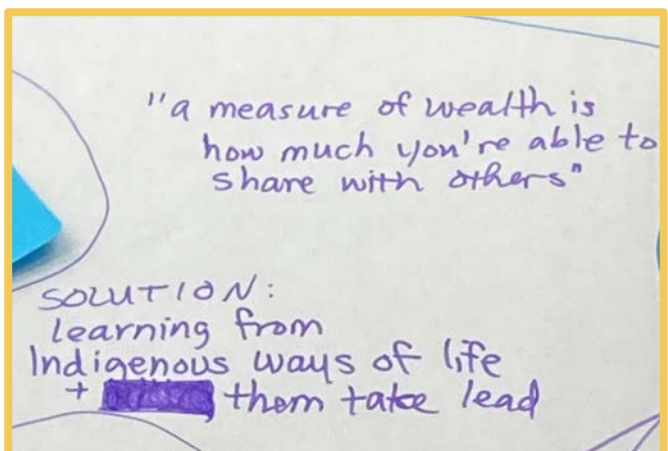 "a measure of wealth is
how much you're able to
share with others"
SOLUTION:
learning from
Indigenous ways of life
+ them take lead